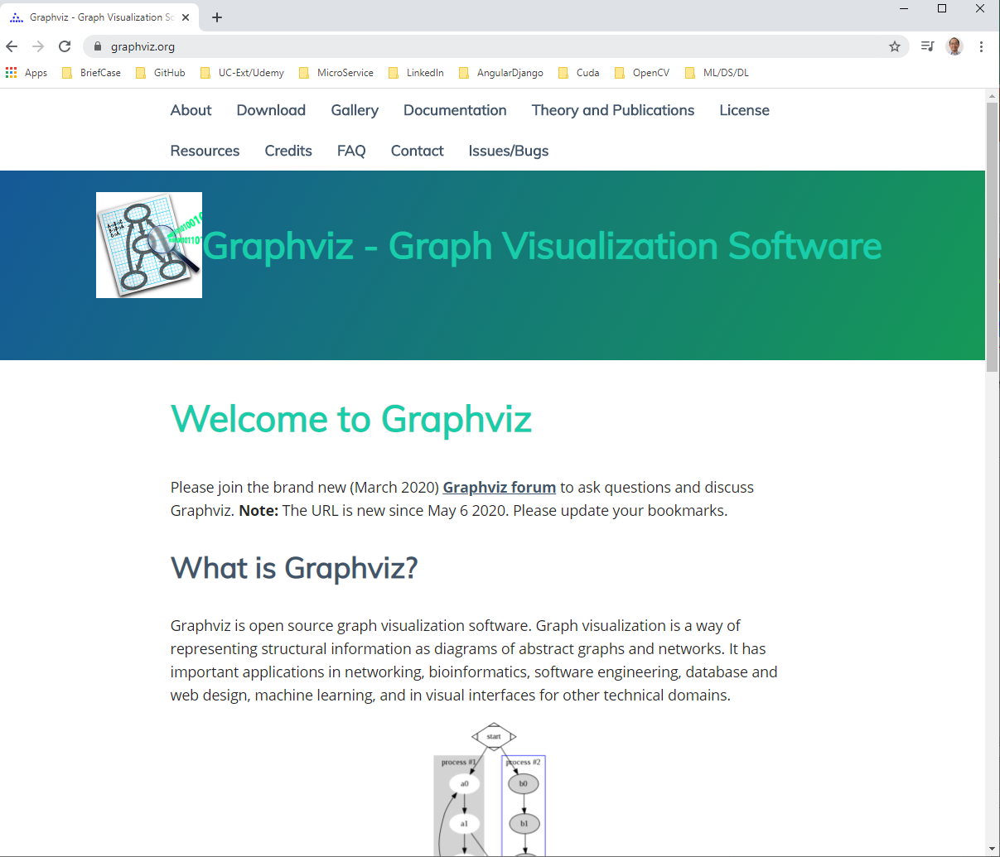 Graphviz - Graph Visualization So
graphviz.org
Apps BriefCase GitHub UC-Ext/Udemy MicroService LinkedIn AngularDjango Cuda OpenCV ML/DS/DL
About Download Gallery Documentation Theory and Publications License
Resources Credits FAQ Contact Issues/Bugs
Graphviz - Graph Visualization Software
Welcome to Graphviz
Please join the brand new (March 2020) Graphviz forum to ask questions and discuss
Graphviz. Note: The URL is new since May 6 2020. Please update your bookmarks.
What is Graphviz?
Graphviz is open source graph visualization software. Graph visualization is a way of
representing structural information as diagrams of abstract graphs and networks. It has
important applications in networking, bioinformatics, software engineering, database and
web design, machine learning, and in visual interfaces for other technical domains.
start
process #1 process #2
a0 b0
a1 b1